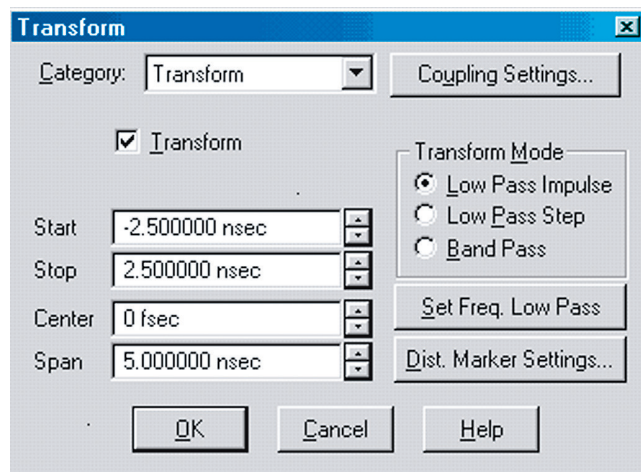 Transform
Category: Transform
Coupling Settings...
Transform
Transform Mode
Low Pass Impulse
Low Pass Step
Band Pass
Start -2.500000 nsec
Stop 2.500000 nsec
Center 0 fsec
Span 5.000000 nsec
Set Freq. Low Pass
Dist. Marker Settings...
OK Cancel Help